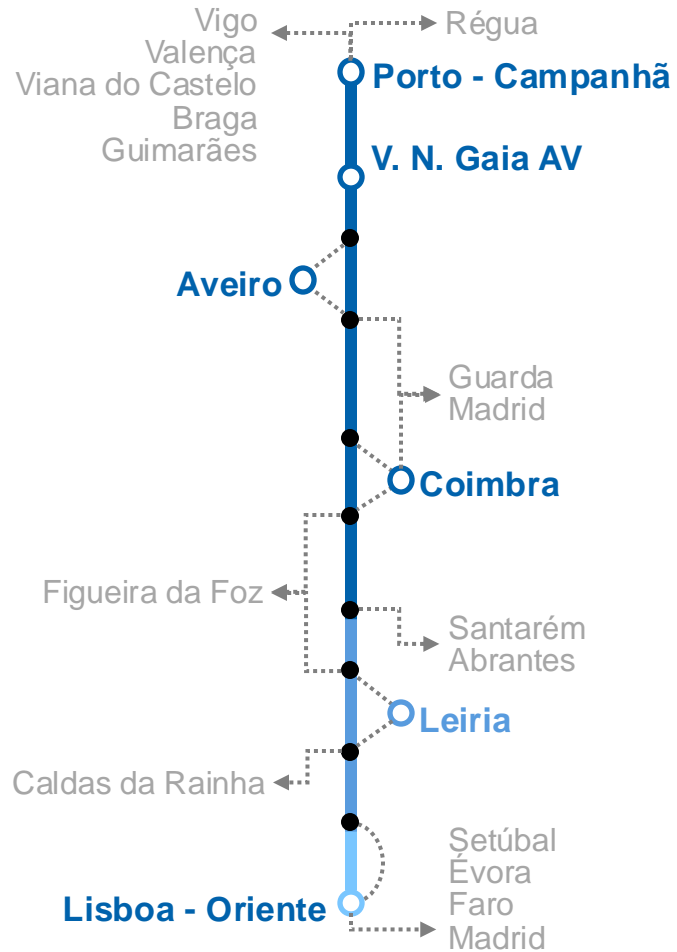 Vigo
Valença
Viana do Castelo
Braga
Guimarães
Régua
Porto - Campanhã
V. N. Gaia AV
Aveiro
Guarda
Madrid
Coimbra
Figueira da Foz
Santarém
Abrantes
Leiria
Caldas da Rainha
Setúbal
Évora
Faro
Madrid
Lisboa - Oriente